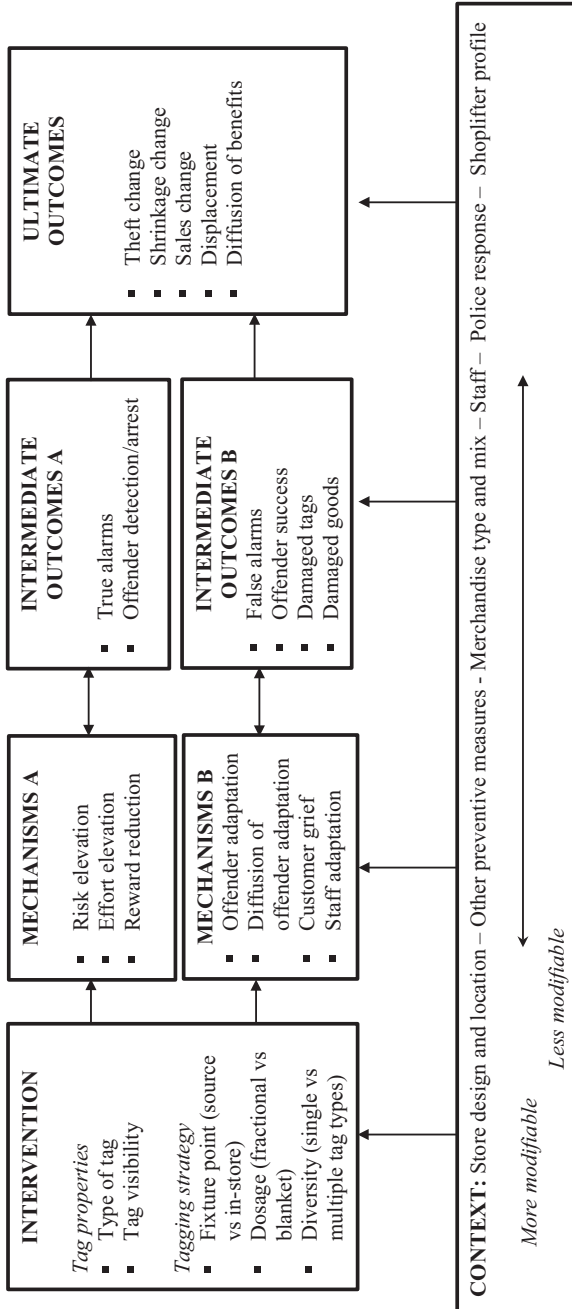 INTERVENTION
Tag properties
▪ Type of tag
▪ Tag visibility
Tagging strategy
▪ Fixture point (source
vs in-store)
▪ Dosage (fractional vs
blanket)
▪ Diversity (single vs
multiple tag types)
MECHANISMS A
▪ Risk elevation
▪ Effort elevation
▪ Reward reduction
MECHANISMS B
▪ Offender adaptation
▪ Diffusion of
offender adaptation
▪ Customer grief
▪ Staff adaptation
INTERMEDIATE
OUTCOMES A
▪ True alarms
▪ Offender detection/arrest
INTERMEDIATE
OUTCOMES B
▪ False alarms
▪ Offender success
▪ Damaged tags
▪ Damaged goods
ULTIMATE
OUTCOMES
▪ Theft change
▪ Shrinkage change
▪ Sales change
▪ Displacement
▪ Diffusion of benefits
CONTEXT: Store design and location – Other preventive measures - Merchandise type and mix – Staff – Police response – Shoplifter profile
More modifiable
Less modifiable